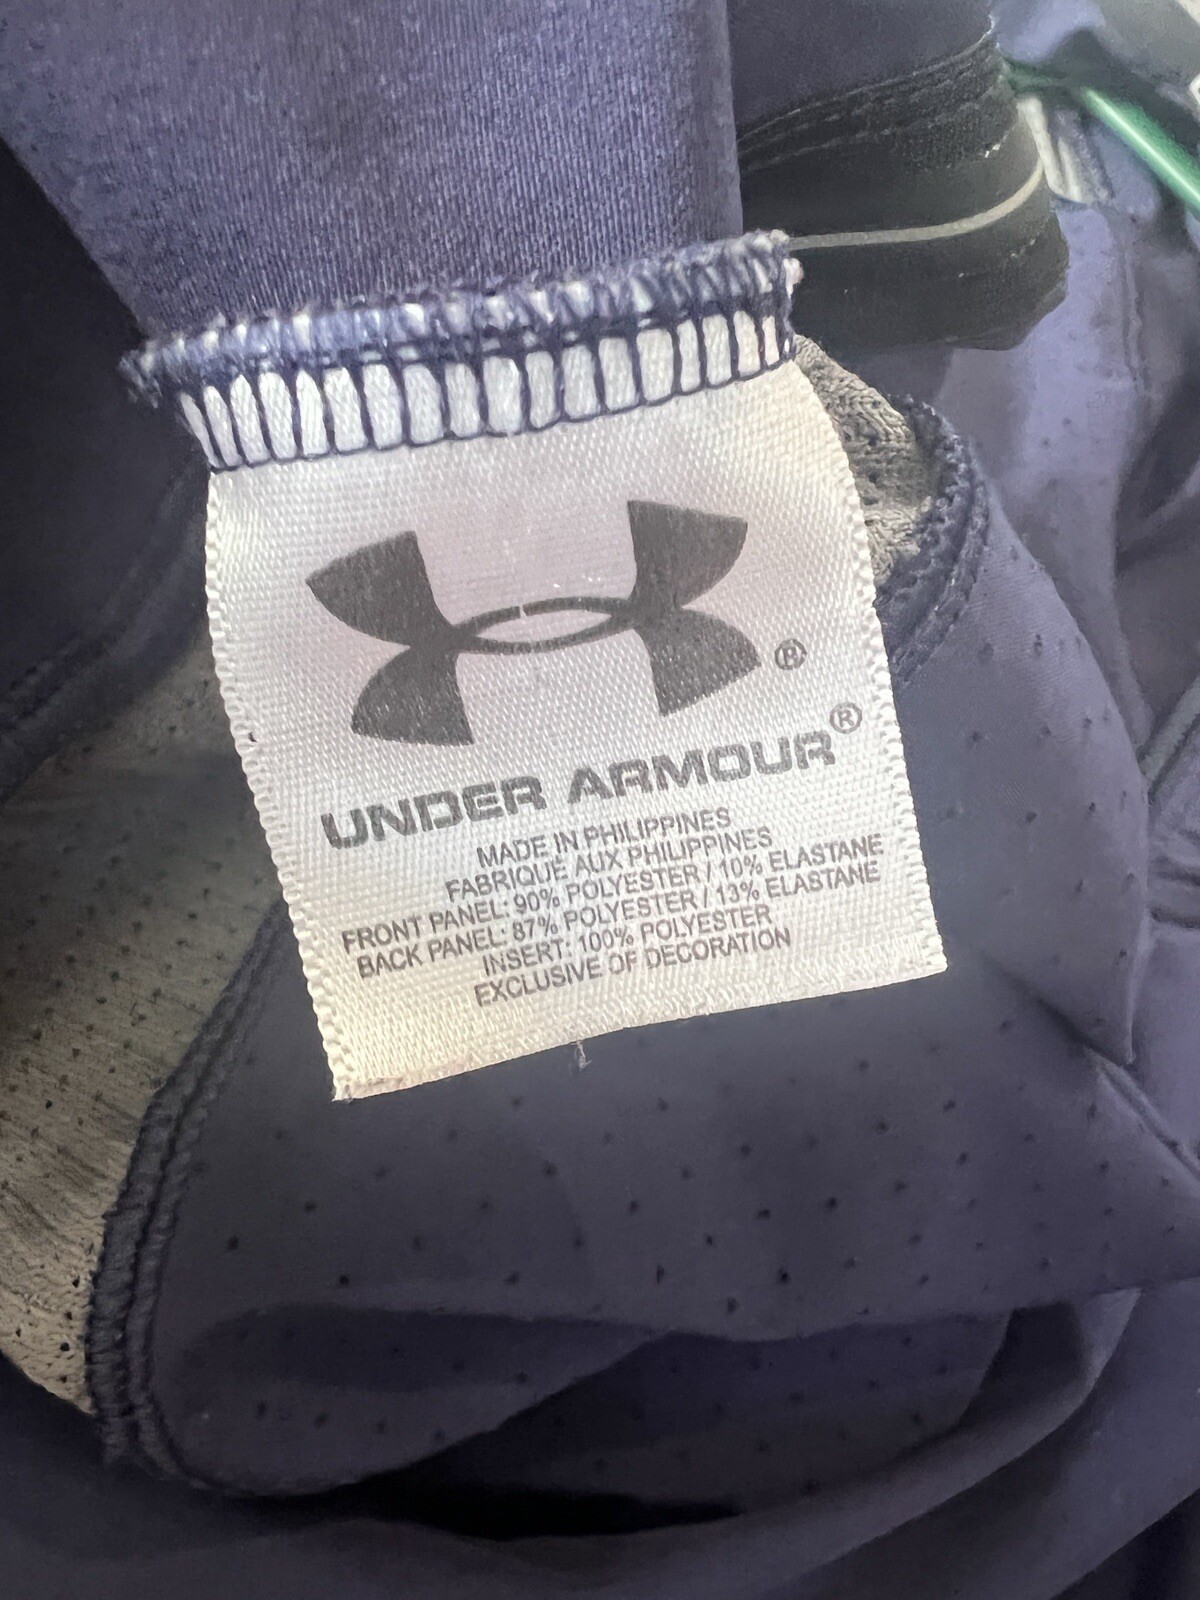 ®
UNDER ARMOUR®
MADE IN PHILIPPINES
FABRIQUÉ AUX PHILIPPINES
FRONT PANEL: 90% POLYESTER / 10% ELASTANE
BACK PANEL: 87% POLYESTER / 13% ELASTANE
INSERT: 100% POLYESTER
EXCLUSIVE OF DECORATION